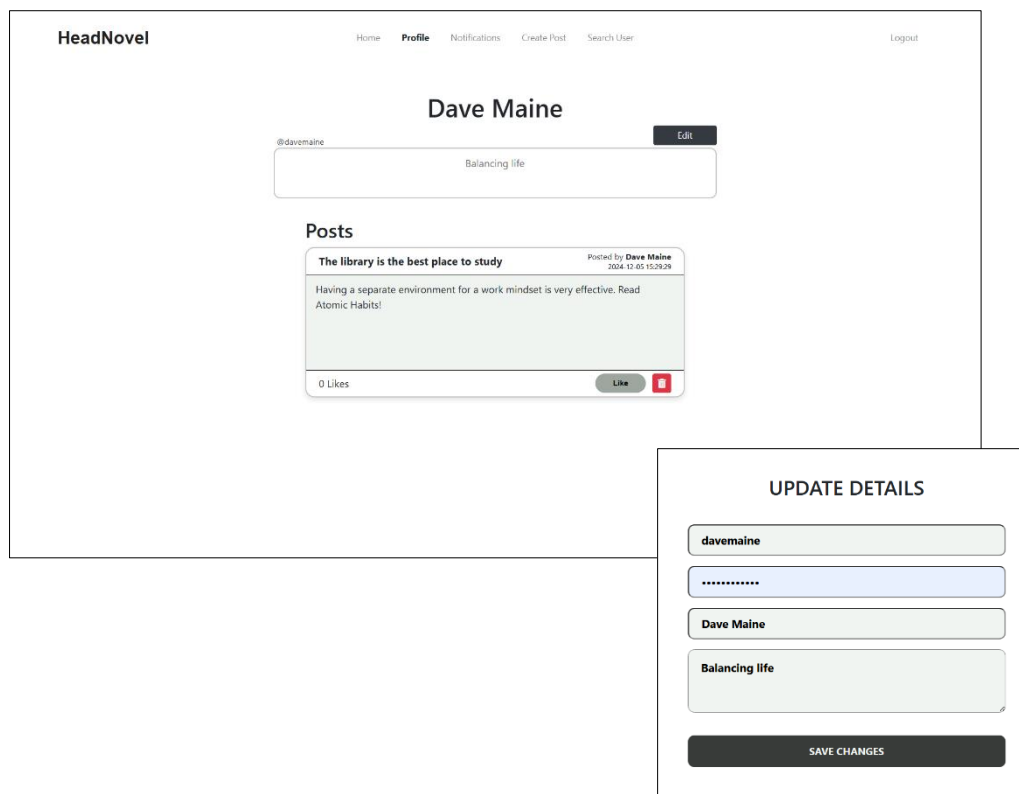 HeadNovel
Home Profile Notifications Create Post Search User
Logout
Dave Maine
@davemaine
Edit
Balancing life
Posts
The library is the best place to study
Posted by Dave Maine
2024-12-05 15:29:29
Having a separate environment for a work mindset is very effective. Read
Atomic Habits!
0 Likes
Like
UPDATE DETAILS
davemaine
••••••••••••
Dave Maine
Balancing life
SAVE CHANGES